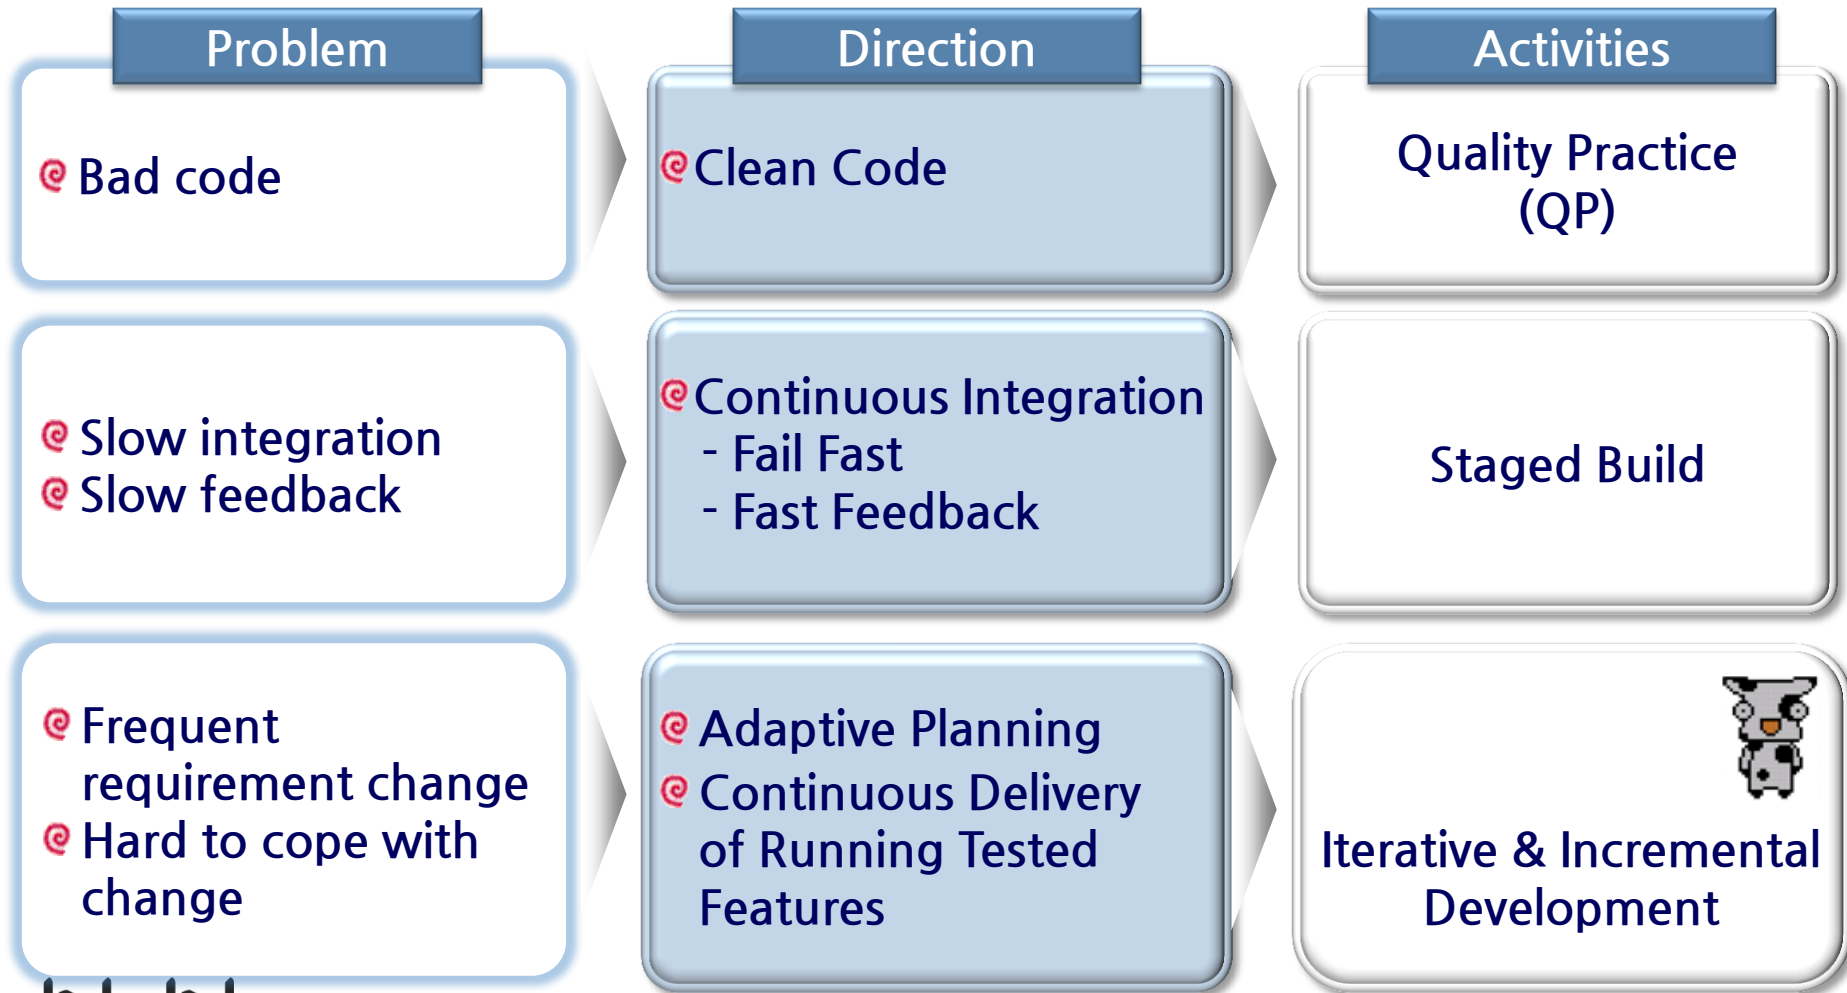 Problem
Direction
Activities
Bad code
Clean Code
Quality Practice
(QP)
Slow integration
Slow feedback
Continuous Integration
- Fail Fast
- Fast Feedback
Staged Build
Frequent
requirement change
Hard to cope with
change
Adaptive Planning
Continuous Delivery
of Running Tested
Features
Iterative & Incremental
Development